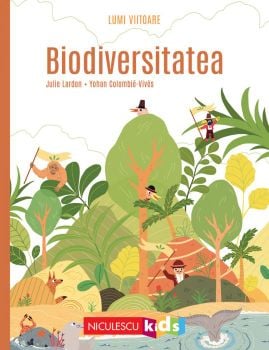 LUMI VIITOARE
Biodiversitatea
Julie Lardon • Yohan Colombié-Vivès
NICULESCU kids